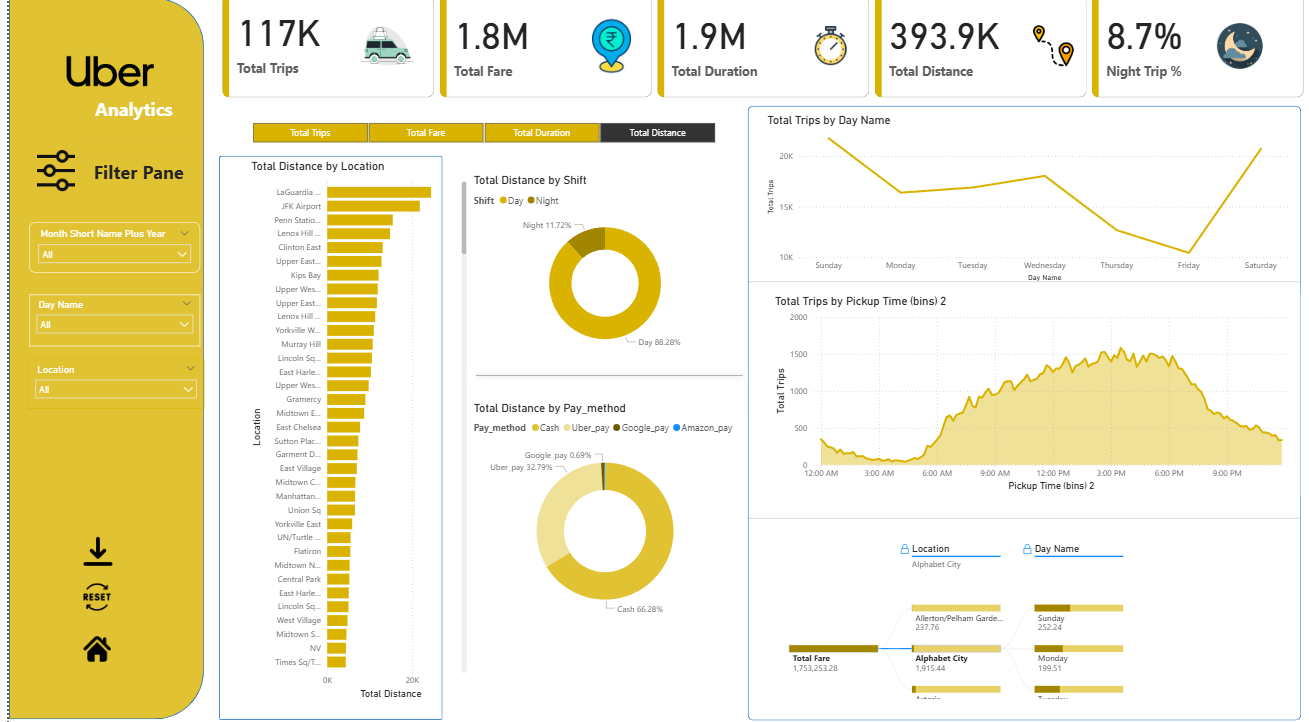 Uber
Analytics
Filter Pane
Month Short Name Plus Year
All
Day Name
All
Location
All
RESET
117K
Total Trips
₹
1.8M
Total Fare
1.9M
Total Duration
393.9K
Total Distance
8.7%
Night Trip %
Total Trips
Total Fare
Total Duration
Total Distance
Total Distance by Location
LaGuardia ...
JFK Airport
Penn Statio...
Lenox Hill ...
Clinton East
Upper East...
Kips Bay
Upper Wes...
Upper East...
Lenox Hill ...
Yorkville W...
Murray Hill
Lincoln Sq...
East Harle...
Upper Wes...
Gramercy
Midtown E...
East Chelsea
Sutton Plac...
Garment D...
East Village
Midtown C...
Manhattan...
Union Sq
Yorkville East
UN/Turtle ...
Flatiron
Midtown N...
Central Park
East Harle...
Lincoln Sq...
West Village
Midtown S...
NV
Times Sq/T...
Location
0K
20K
Total Distance
Total Distance by Shift
Shift Day Night
Night 11.72%
Day 88.28%
Total Distance by Pay_method
Pay_method Cash Uber_pay Google_pay Amazon_pay
Google_pay 0.69%
Uber_pay 32.79%
Cash 66.28%
Total Trips by Day Name
20K
15K
10K
Total Trips
Sunday Monday Tuesday Wednesday Thursday Friday Saturday
Day Name
Total Trips by Pickup Time (bins) 2
2000
1500
1000
500
0
Total Trips
12:00 AM 3:00 AM 6:00 AM 9:00 AM 12:00 PM 3:00 PM 6:00 PM 9:00 PM
Pickup Time (bins) 2
Location
Alphabet City
Day Name
Total Fare
1,753,253.28
Allerton/Pelham Garde...
237.76
Alphabet City
1,915.44
Sunday
252.24
Monday
199.51